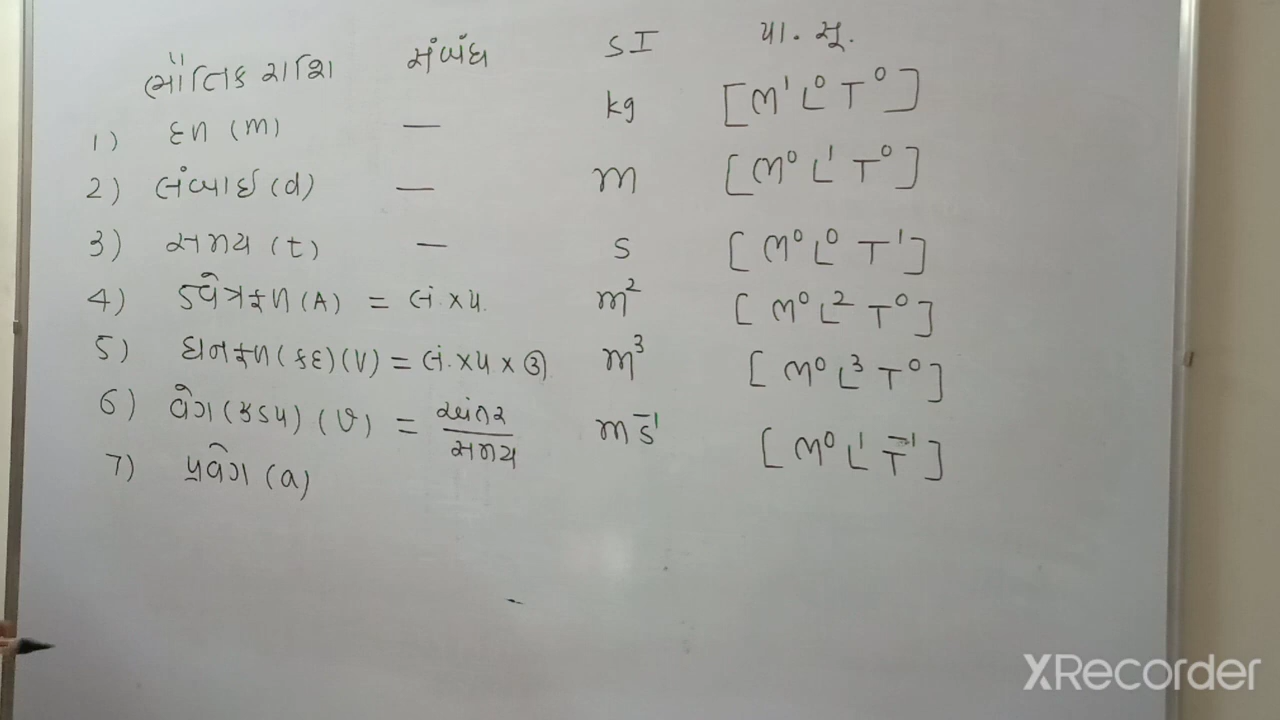 ભૌતિક રાશિ સંબંધ SI પા. સૂ.
1) દળ (m) — kg [M¹ L⁰ T⁰]
2) લંબાઈ (d) — m [M⁰ L¹ T⁰]
3) સમય (t) — s [M⁰ L⁰ T¹]
4) ક્ષેત્રફળ (A) = લં. × પ. m² [M⁰ L² T⁰]
5) ઘનફળ (કદ) (V) = લં. × પ × ઊ m³ [M⁰ L³ T⁰]
6) વેગ (ઝડપ) (v) = સ્થાનાંતર / સમય ms⁻¹ [M⁰ L¹ T⁻¹]
7) પ્રવેગ (a)
XRecorder